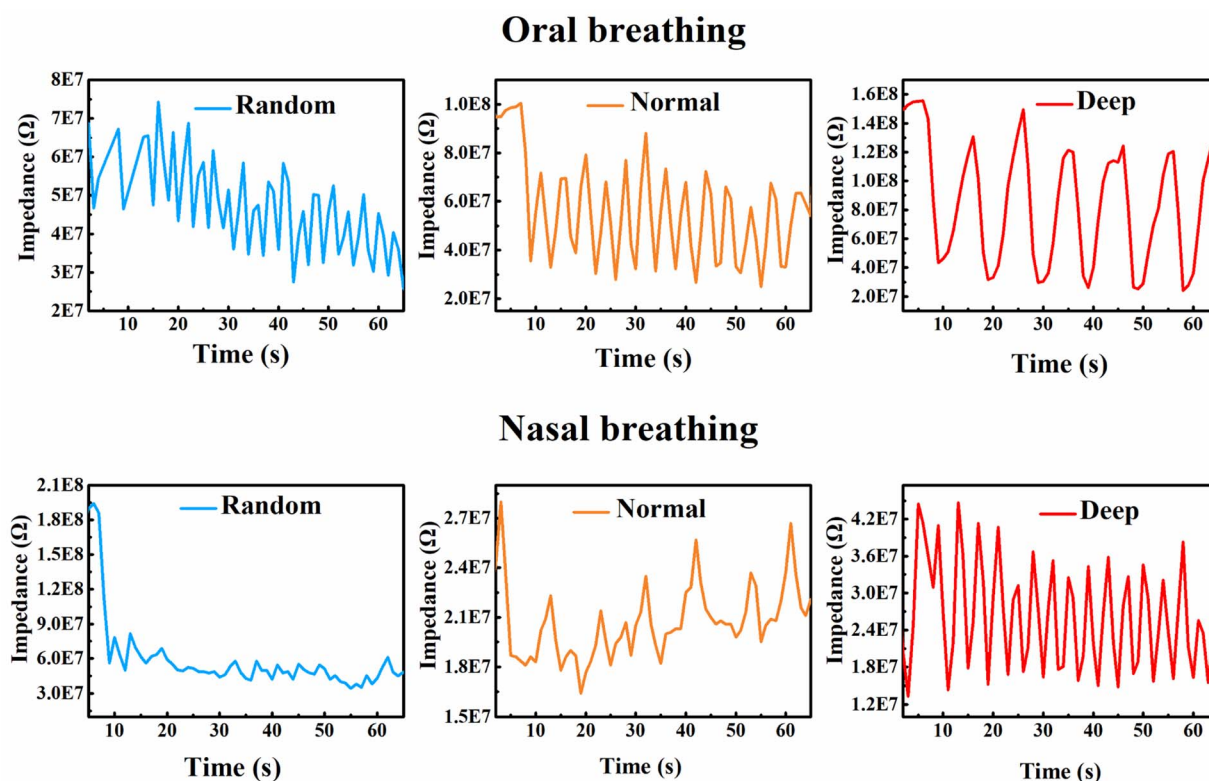 Oral breathing
Impedance (Ω)
8E7
7E7
6E7
5E7
4E7
3E7
2E7
Random
10 20 30 40 50 60
Time (s)
Impedance (Ω)
1.0E8
8.0E7
6.0E7
4.0E7
2.0E7
Normal
10 20 30 40 50 60
Time (s)
Impedance (Ω)
1.6E8
1.4E8
1.2E8
1.0E8
8.0E7
6.0E7
4.0E7
2.0E7
Deep
10 20 30 40 50 60
Time (s)
Nasal breathing
Impedance (Ω)
2.1E8
1.8E8
1.5E8
1.2E8
9.0E7
6.0E7
3.0E7
Random
10 20 30 40 50 60
Time (s)
Impedance (Ω)
2.7E7
2.4E7
2.1E7
1.8E7
1.5E7
Normal
10 20 30 40 50 60
Time (s)
Impedance (Ω)
4.2E7
3.6E7
3.0E7
2.4E7
1.8E7
1.2E7
Deep
10 20 30 40 50 60
Time (s)